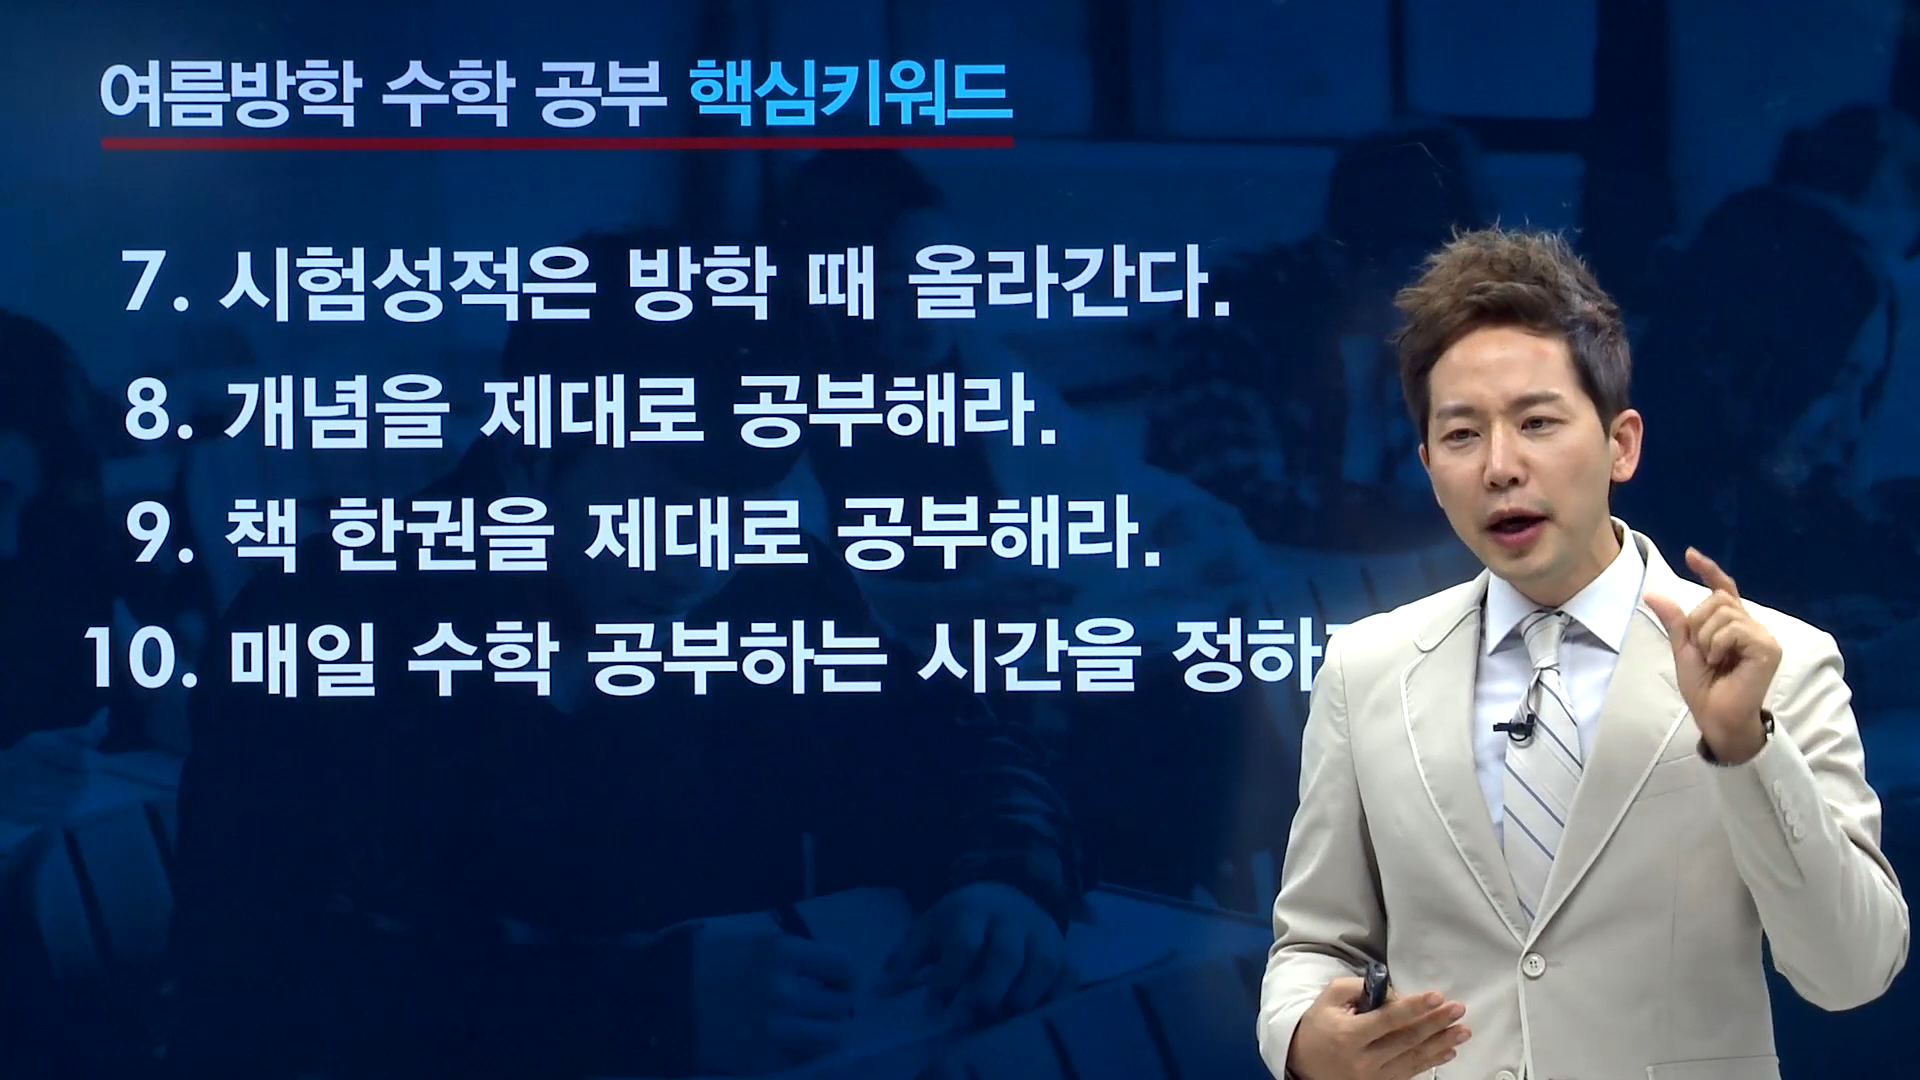 여름방학 수학 공부 핵심키워드
7. 시험성적은 방학 때 올라간다.
8. 개념을 제대로 공부해라.
9. 책 한권을 제대로 공부해라.
10. 매일 수학 공부하는 시간을